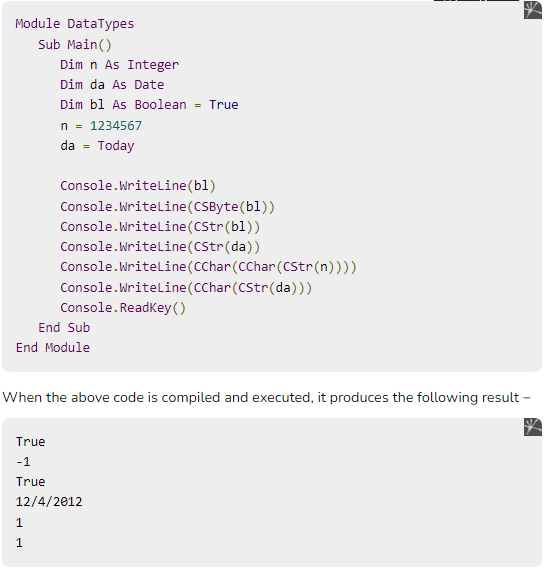 Module DataTypes
   Sub Main()
      Dim n As Integer
      Dim da As Date
      Dim bl As Boolean = True
      n = 1234567
      da = Today

      Console.WriteLine(bl)
      Console.WriteLine(CSByte(bl))
      Console.WriteLine(CStr(bl))
      Console.WriteLine(CStr(da))
      Console.WriteLine(CChar(CChar(CStr(n))))
      Console.WriteLine(CChar(CStr(da)))
      Console.ReadKey()
   End Sub
End Module
When the above code is compiled and executed, it produces the following result –
True
-1
True
12/4/2012
1
1